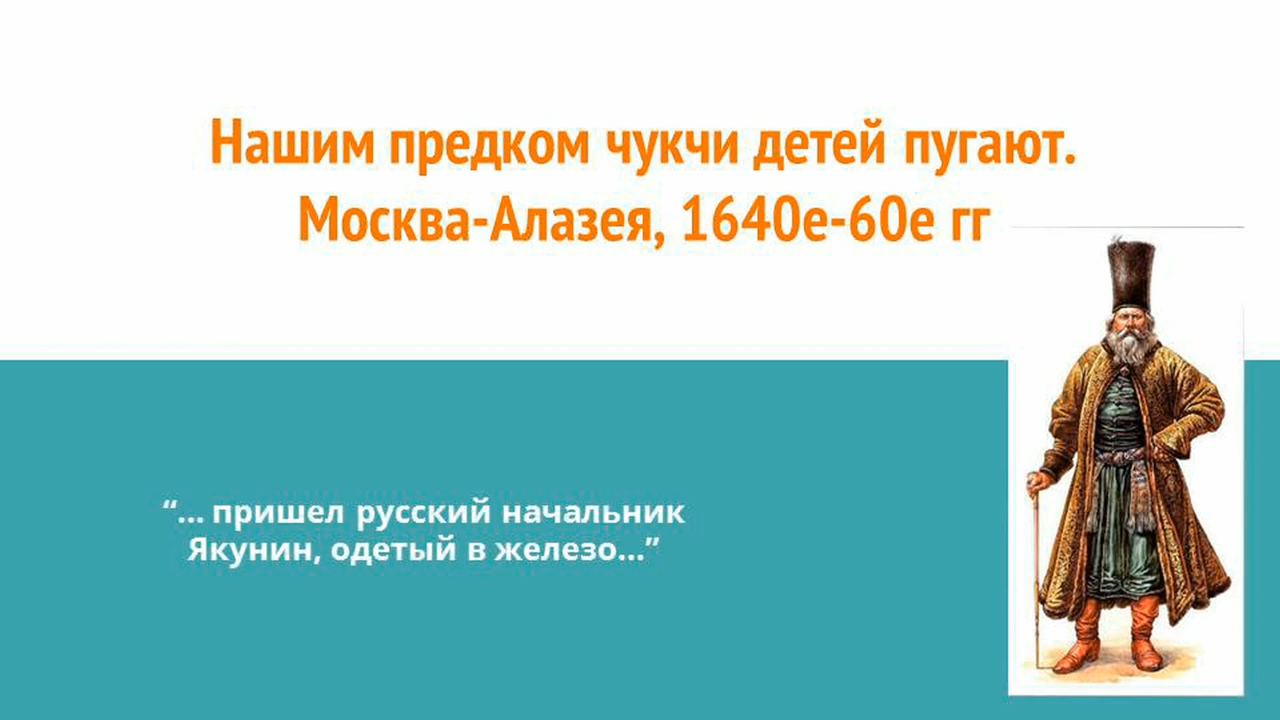 Нашим предком чукчи детей пугают.
Москва-Алазея, 1640е-60е гг
“... пришел русский начальник
Якунин, одетый в железо...”